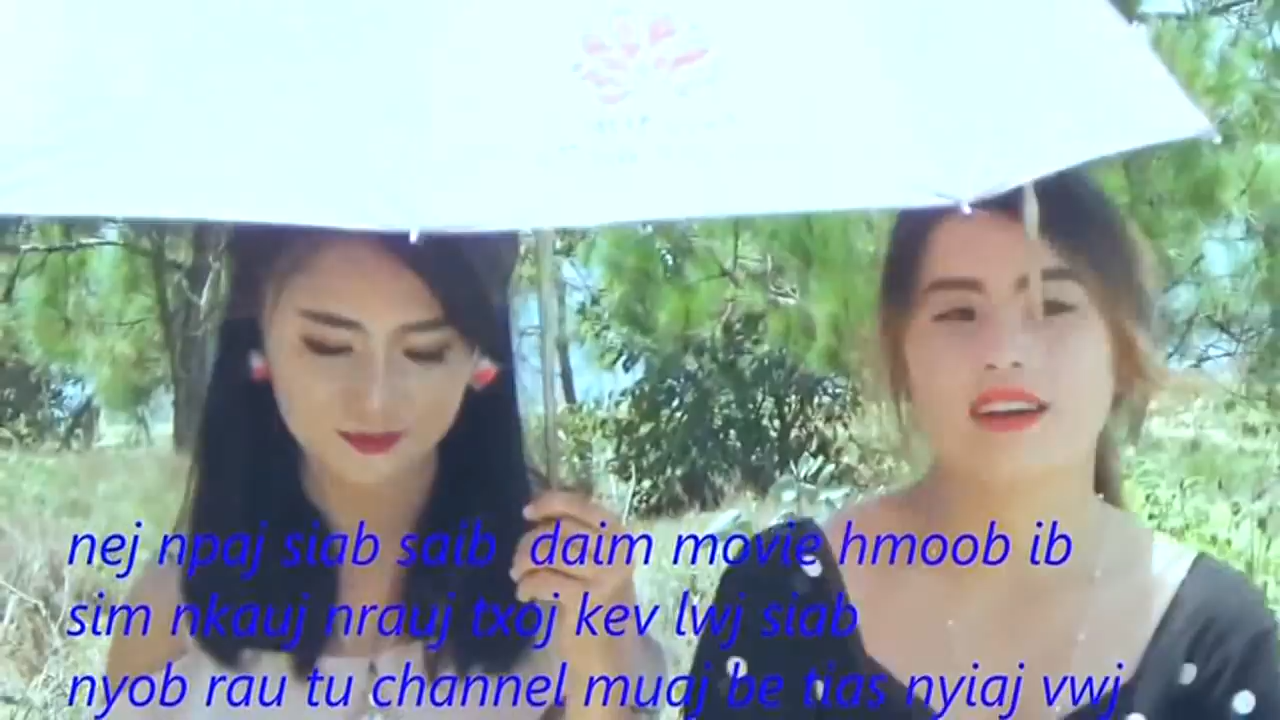 nej npaj siab saib daim movie hmoob ib
sim nkauj nrauj txoj kev lwj siab
nyob rau tu channel muaj be tias nyiaj vwj